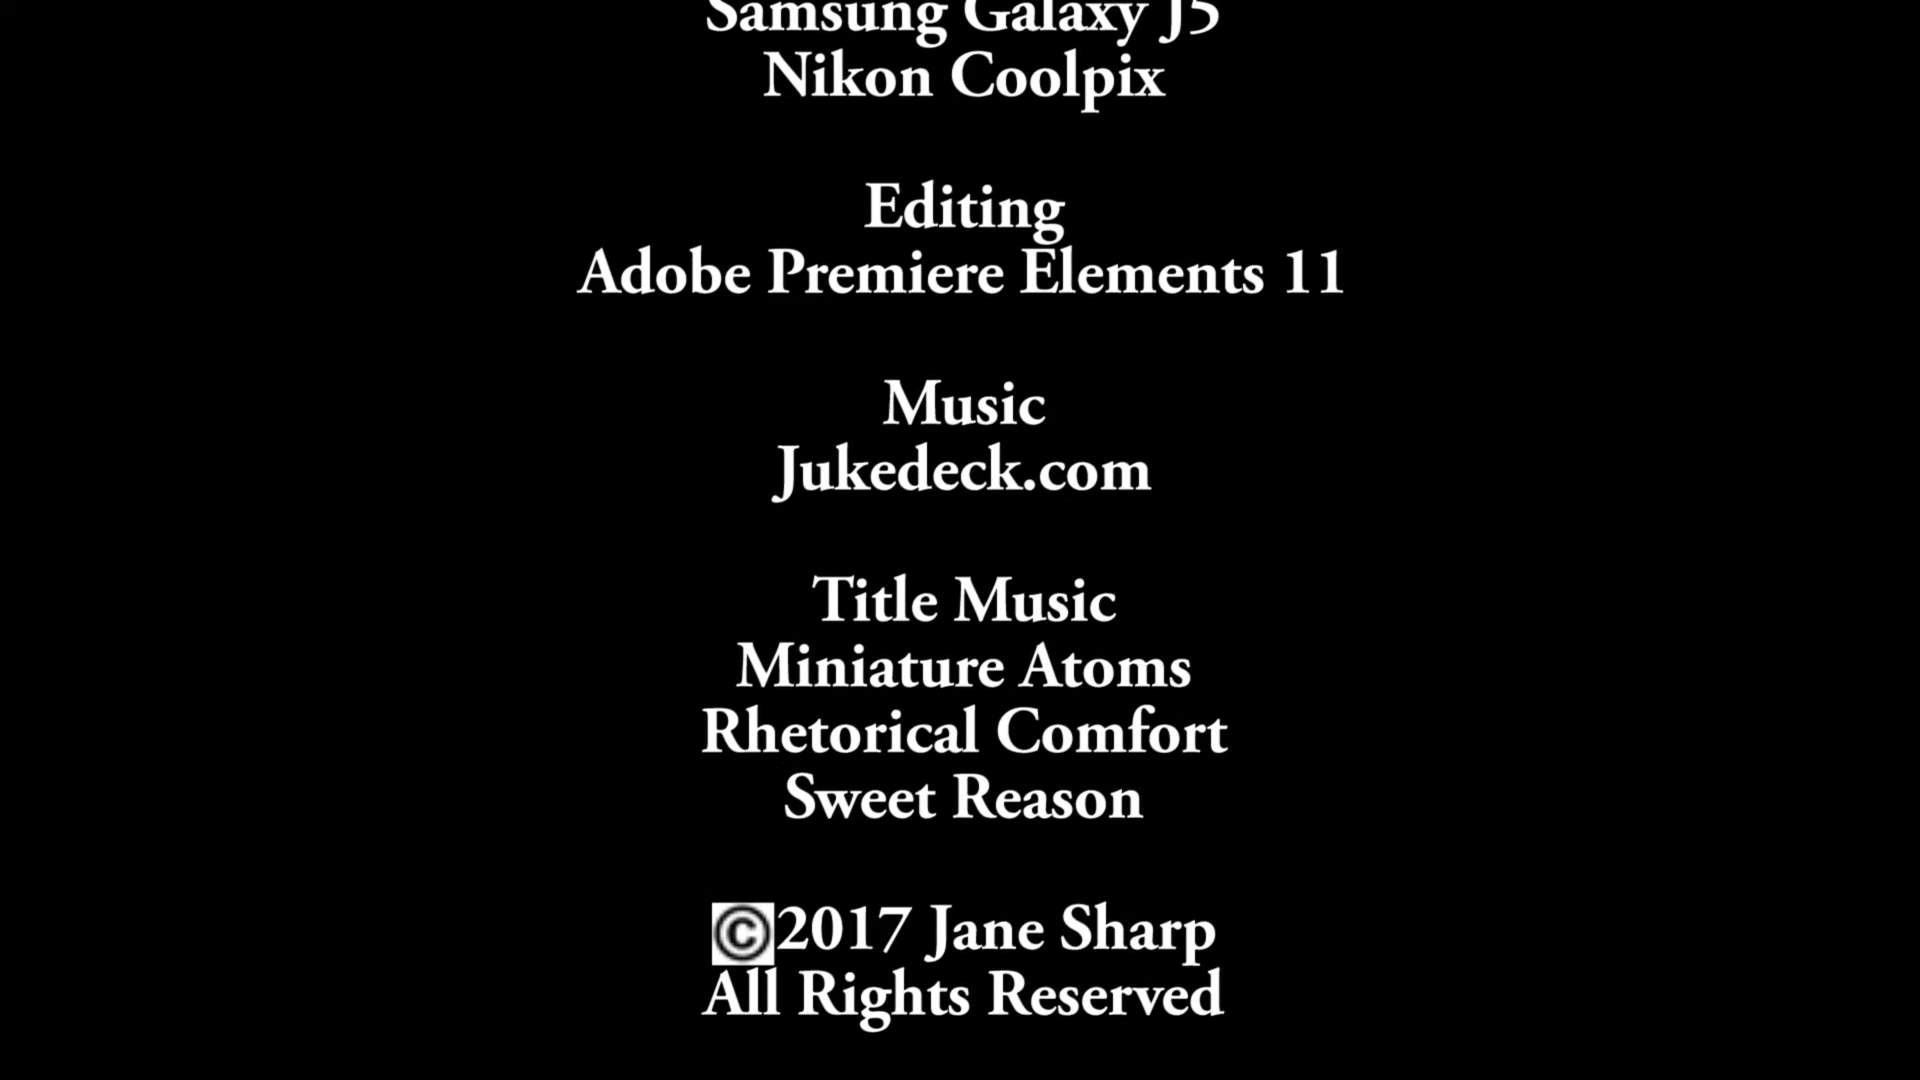 Samsung Galaxy J5
Nikon Coolpix
Editing
Adobe Premiere Elements 11
Music
Jukedeck.com
Title Music
Miniature Atoms
Rhetorical Comfort
Sweet Reason
©2017 Jane Sharp
All Rights Reserved